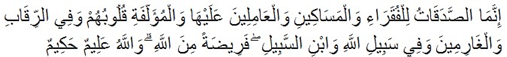 إِنَّمَا الصَّدَقَاتُ لِلْفُقَرَاءِ وَالْمَسَاكِينِ وَالْعَامِلِينَ عَلَيْهَا وَالْمُؤَلَّفَةِ قُلُوبُهُمْ وَفِي الرِّقَابِ
وَالْغَارِمِينَ وَفِي سَبِيلِ اللَّهِ وَابْنِ السَّبِيلِ ۖ فَرِيضَةً مِنَ اللَّهِ ۗ وَاللَّهُ عَلِيمٌ حَكِيمٌ